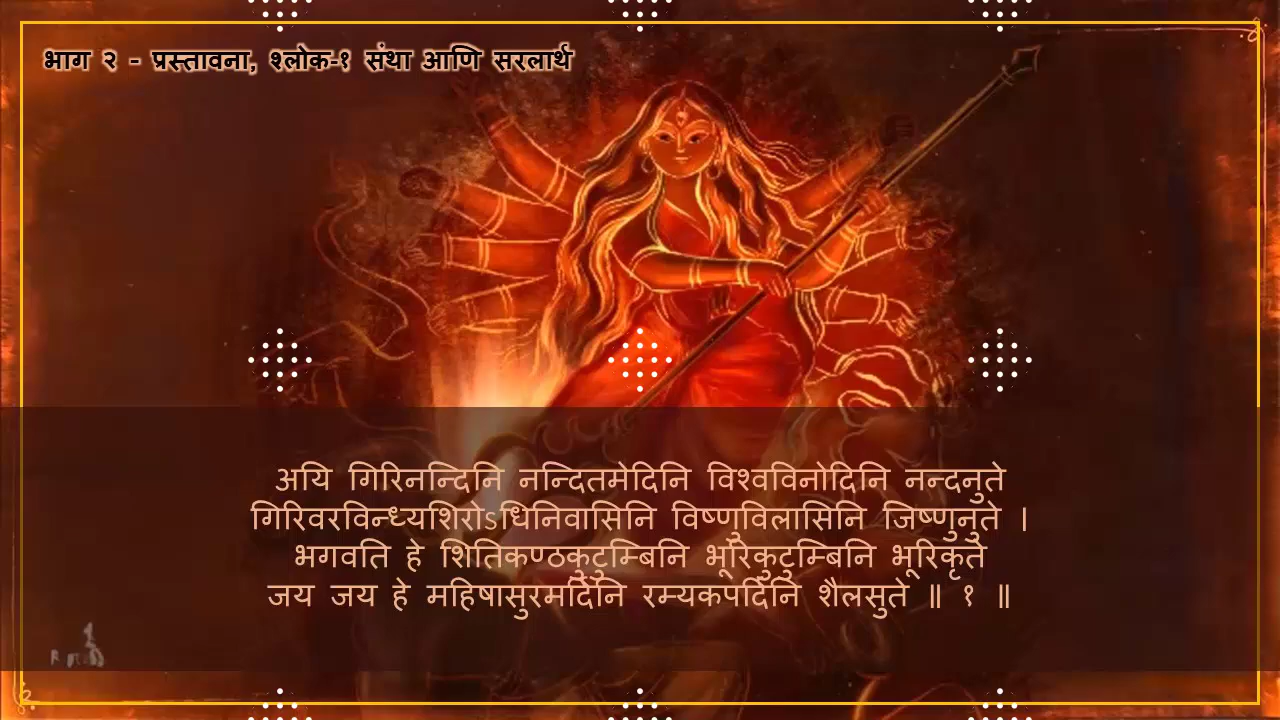 भाग २ - प्रस्तावना, श्लोक-१ संथा आणि सरलार्थ
अयि गिरिनन्दिनि नन्दितमेदिनि विश्वविनोदिनि नन्दनुते
गिरिवरविन्ध्यशिरोऽधिनिवासिनि विष्णुविलासिनि जिष्णुनुते ।
भगवति हे शितिकण्ठकुटुम्बिनि भूरिकुटुम्बिनि भूरिकृते
जय जय हे महिषासुरमर्दिनि रम्यकपर्दिनि शैलसुते ॥ १ ॥